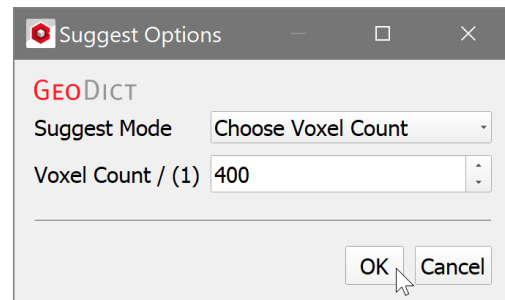 Suggest Options
GEODICT
Suggest Mode Choose Voxel Count
Voxel Count / (1) 400
OK Cancel